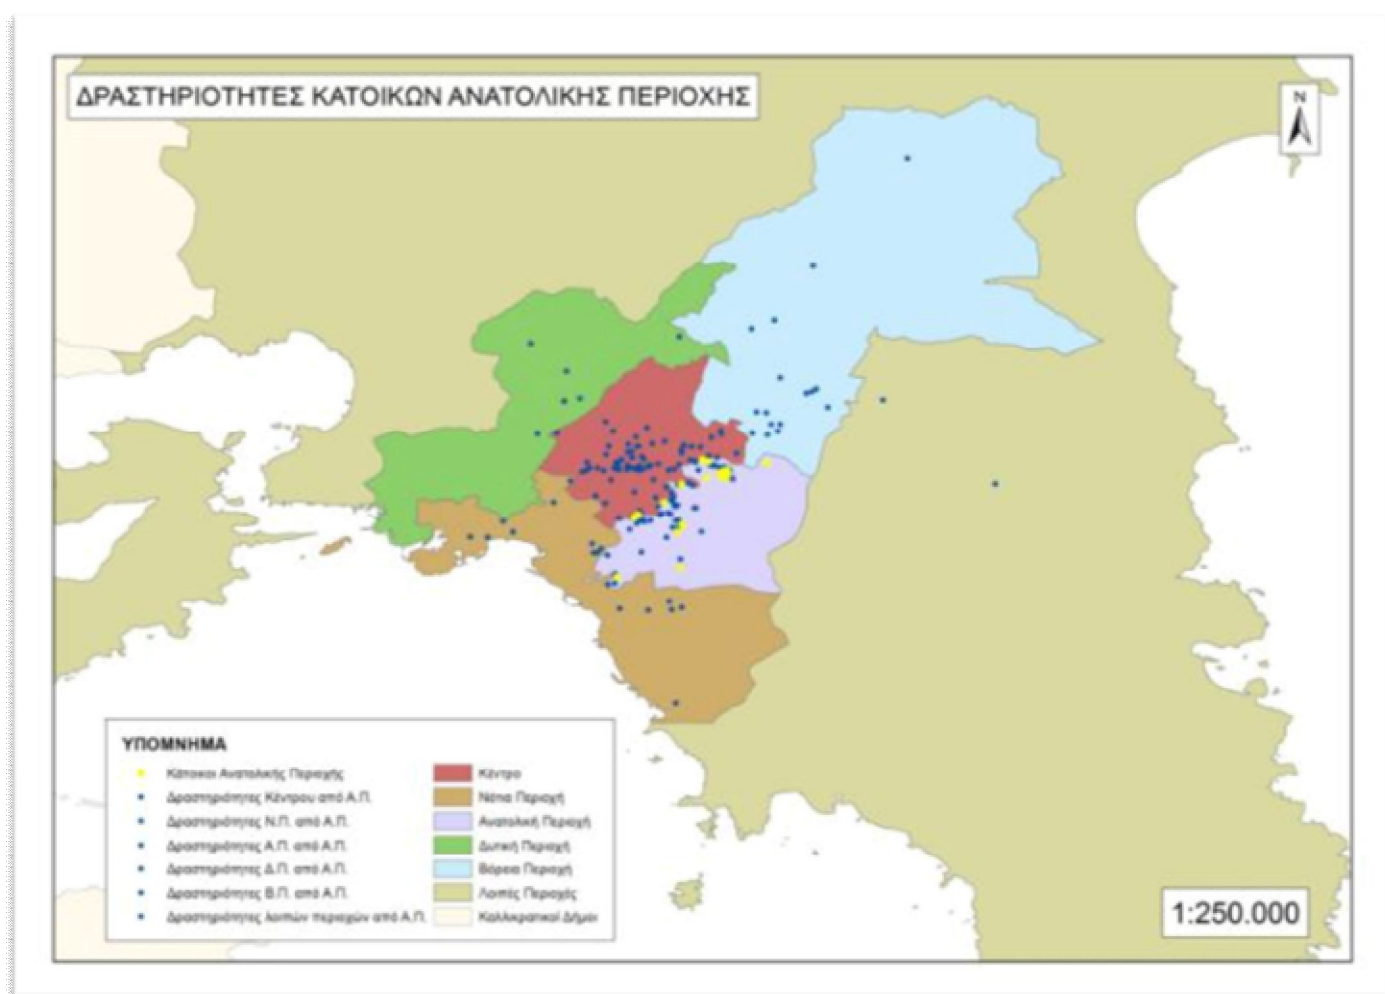 ΔΡΑΣΤΗΡΙΟΤΗΤΕΣ ΚΑΤΟΙΚΩΝ ΑΝΑΤΟΛΙΚΗΣ ΠΕΡΙΟΧΗΣ
N
ΥΠΟΜΝΗΜΑ
Κάτοικοι Ανατολικής Περιοχής
Δραστηριότητες Κέντρου από Α.Π.
Δραστηριότητες Ν.Π. από Α.Π.
Δραστηριότητες Α.Π. από Α.Π.
Δραστηριότητες Δ.Π. από Α.Π.
Δραστηριότητες Β.Π. από Α.Π.
Δραστηριότητες λοιπών περιοχών από Α.Π.
Κέντρο
Νότια Περιοχή
Ανατολική Περιοχή
Δυτική Περιοχή
Βόρεια Περιοχή
Λοιπές Περιοχές
Καλλικρατικοί Δήμοι
1:250.000